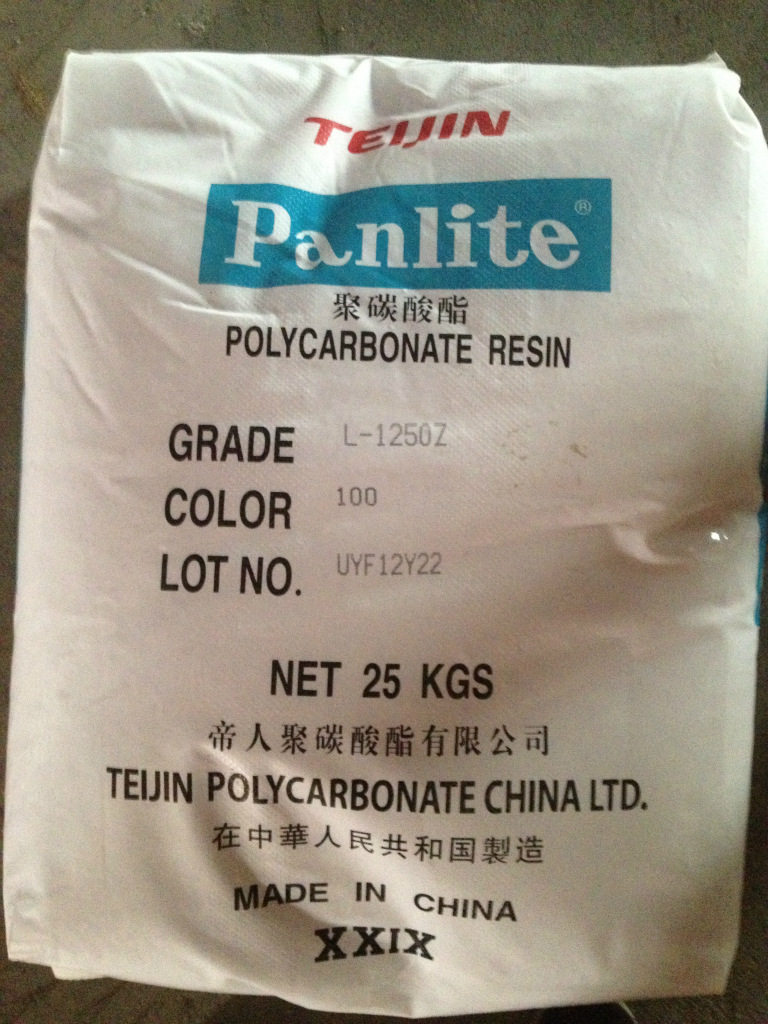 TEIJIN
Panlite®
聚碳酸酯
POLYCARBONATE RESIN
GRADE L-1250Z
COLOR 100
LOT NO. UYF12Y22
NET 25 KGS
帝人聚碳酸酯有限公司
TEIJIN POLYCARBONATE CHINA LTD.
在中華人民共和国製造
MADE IN CHINA
XXIX